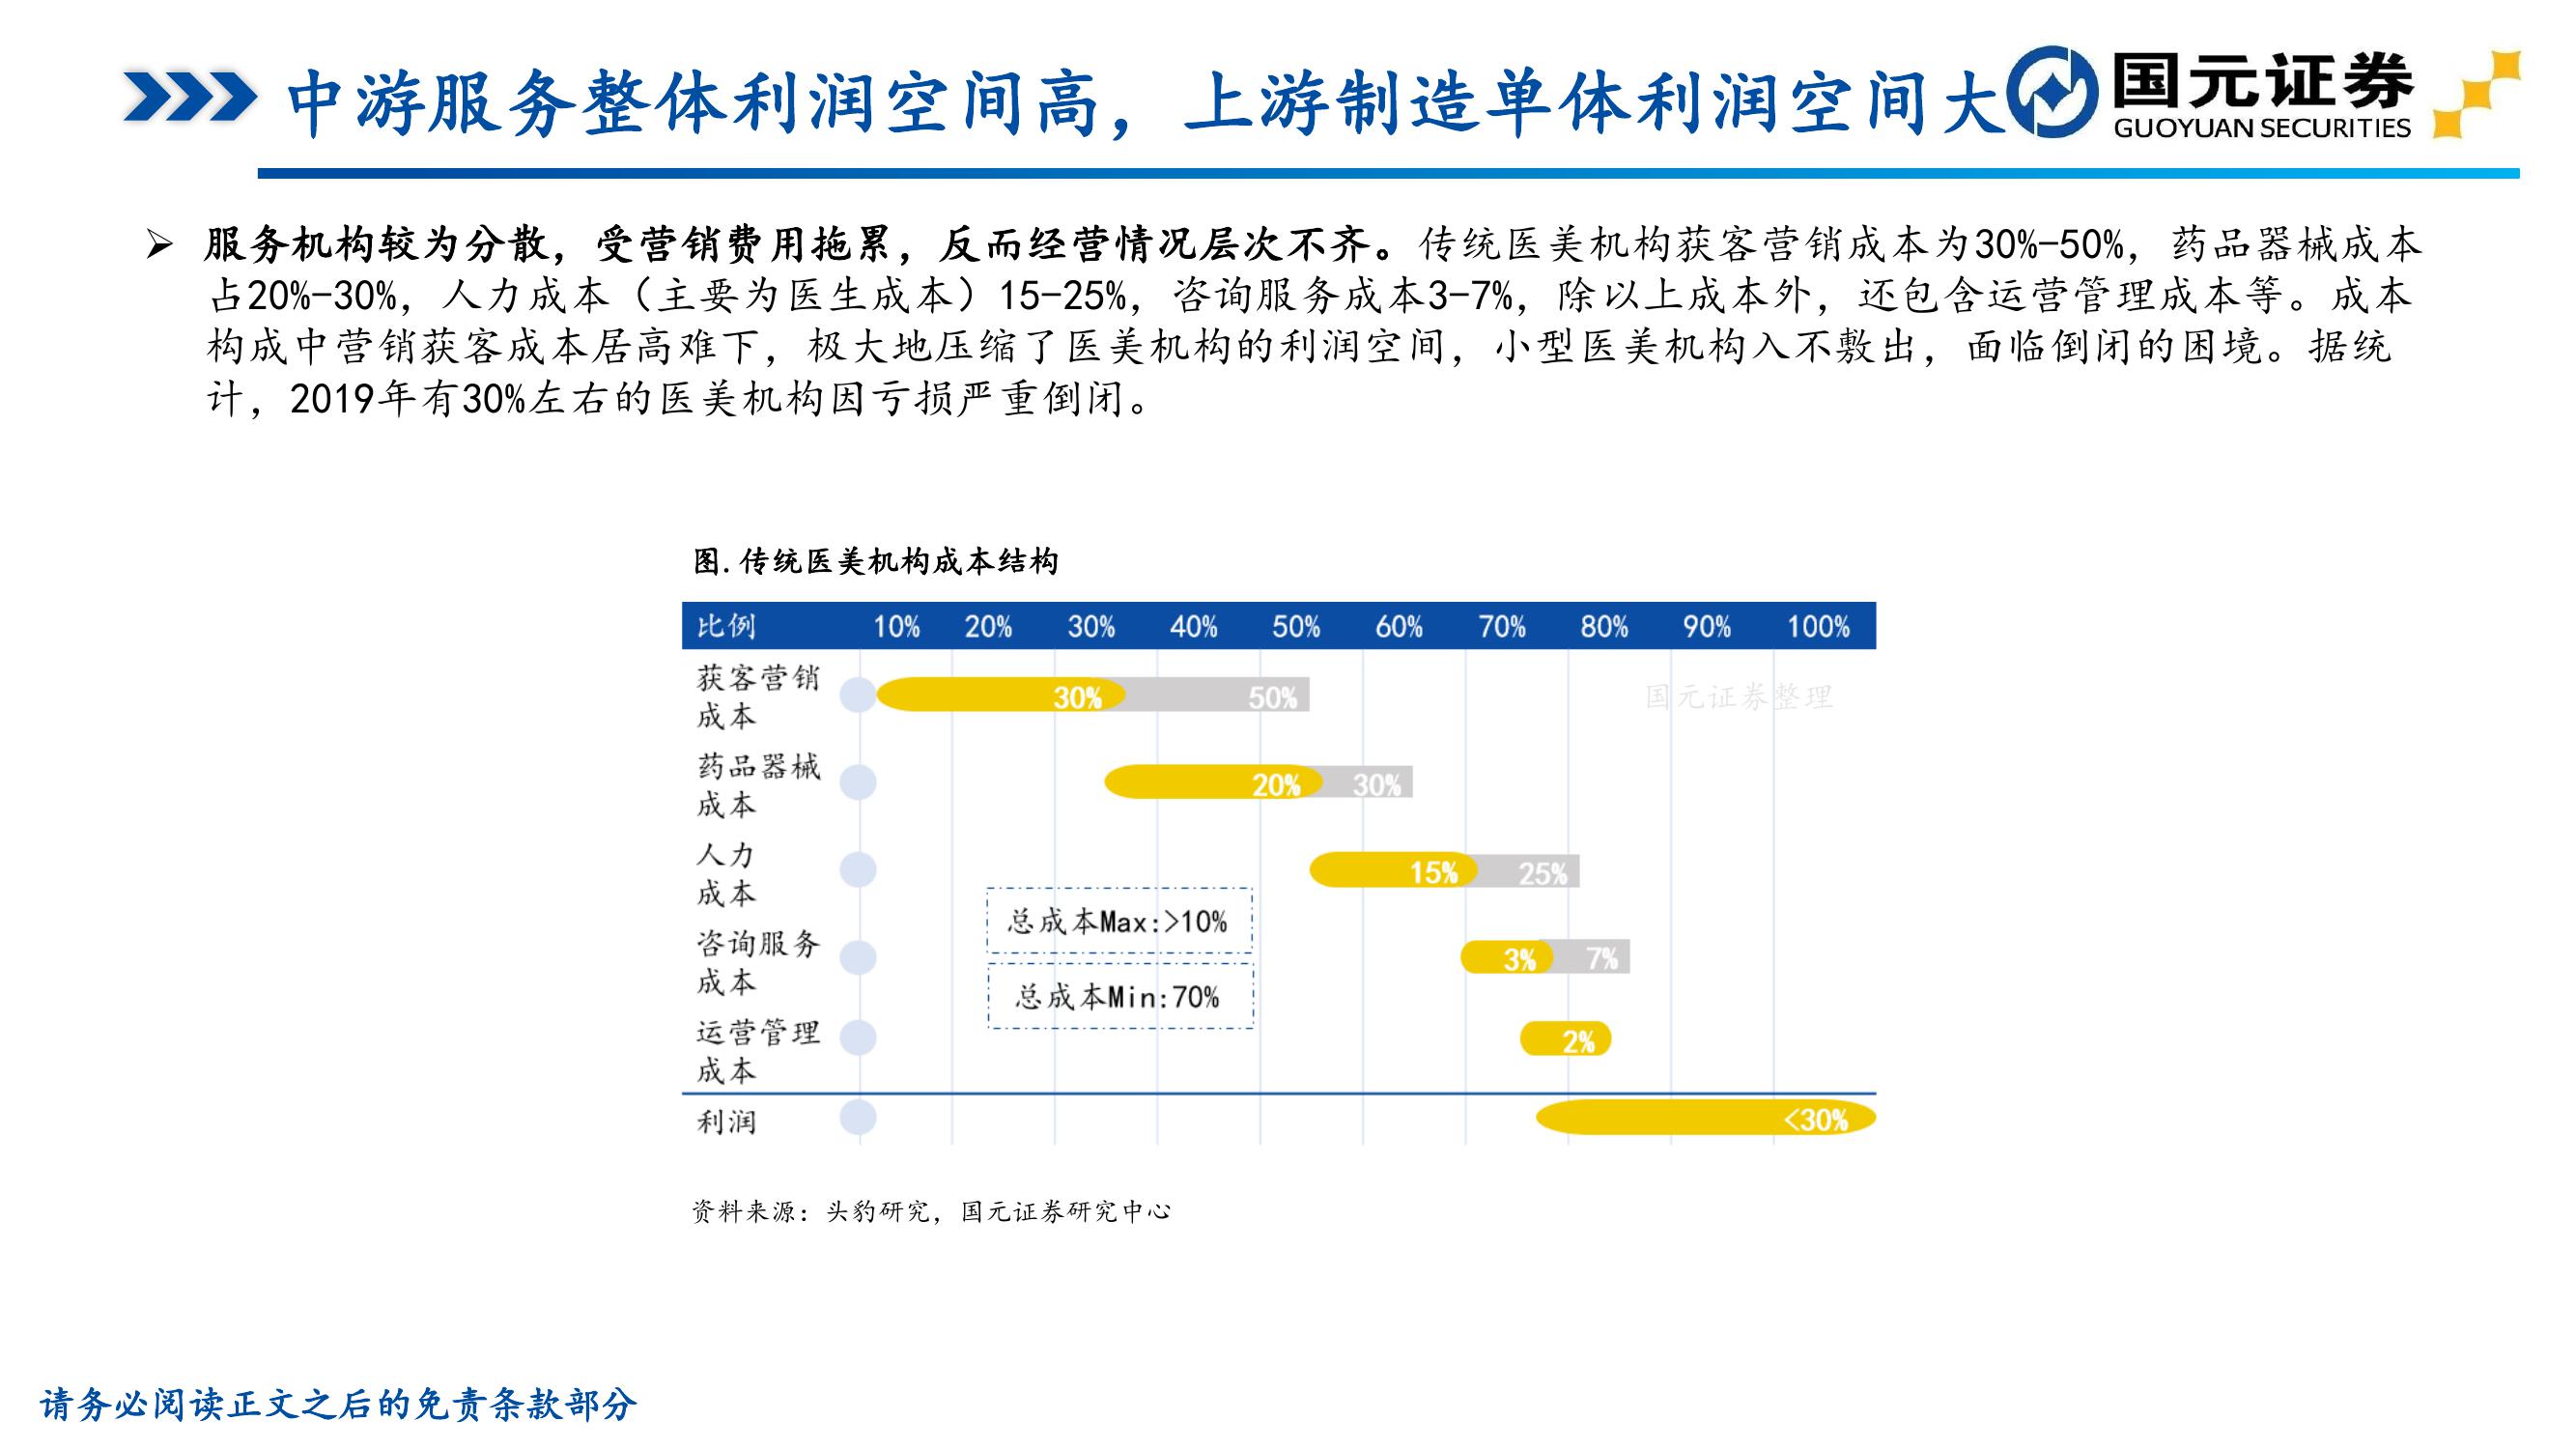 中游服务整体利润空间高，上游制造单体利润空间大
国元证券
GUOYUAN SECURITIES
服务机构较为分散，受营销费用拖累，反而经营情况层次不齐。传统医美机构获客营销成本为30%-50%，药品器械成本
占20%-30%，人力成本（主要为医生成本）15-25%，咨询服务成本3-7%，除以上成本外，还包含运营管理成本等。成本
构成中营销获客成本居高难下，极大地压缩了医美机构的利润空间，小型医美机构入不敷出，面临倒闭的困境。据统
计，2019年有30%左右的医美机构因亏损严重倒闭。
图.传统医美机构成本结构
比例 10% 20% 30% 40% 50% 60% 70% 80% 90% 100%
获客营销
成本
30% 50%
国元证券整理
药品器械
成本
20% 30%
人力
成本
15% 25%
总成本Max:>10%
咨询服务
成本
3% 7%
总成本Min:70%
运营管理
成本
2%
利润
<30%
资料来源：头豹研究，国元证券研究中心
请务必阅读正文之后的免责条款部分